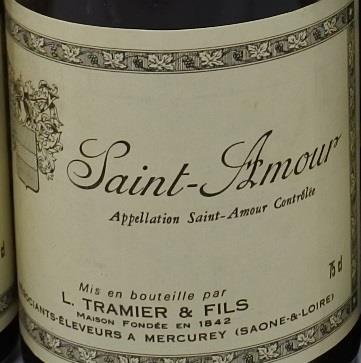 Saint-Amour
Appellation Saint-Amour Contrôlée
75 cl
Mis en bouteille par
L. TRAMIER & FILS
MAISON FONDÉE EN 1842
ÉLEVEURS A MERCUREY (SAONE-&-LOIRE)